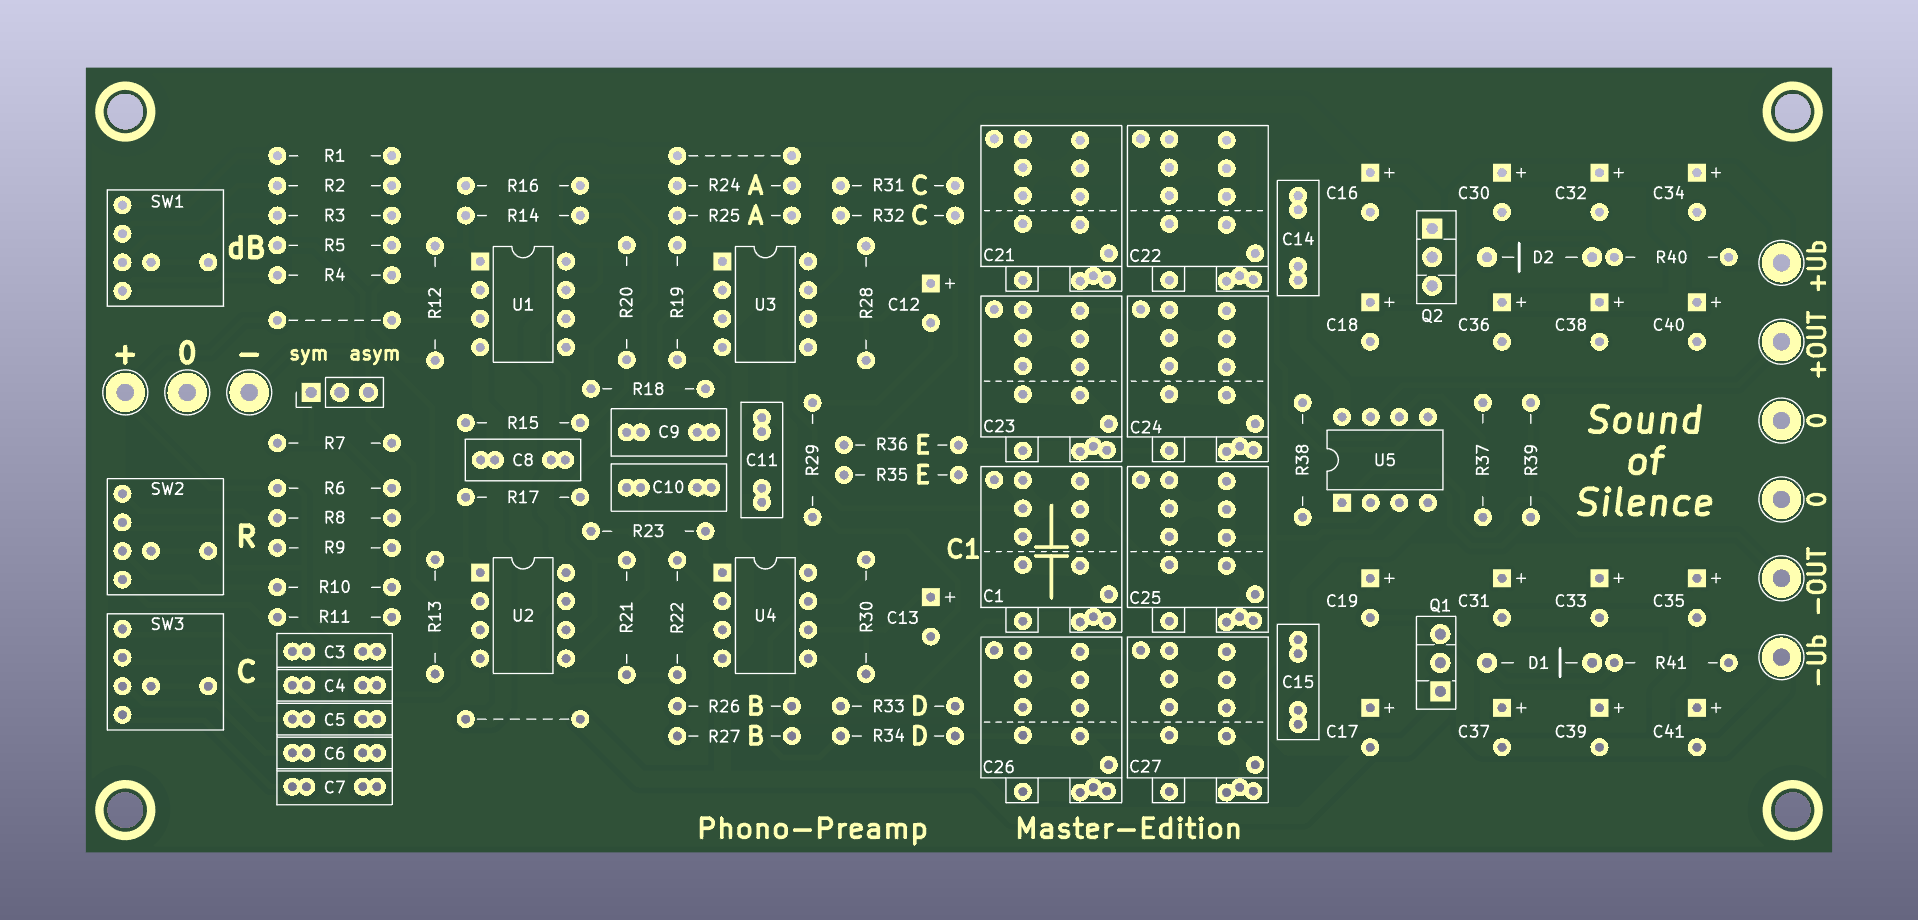 SW1
dB
R1
R2
R3
R5
R4
R16
R14
R24 A
R25 A
R31 C
R32 C
R12
U1
R20
R19
U3
R28
C12 +
C21
C22
C14
C16 +
C30 +
C32 +
C34 +
Q2
D2
R40
C18 +
C36 +
C38 +
C40 +
+Ub
+OUT
0
0
-OUT
-Ub
+ 0 -
sym asym
R7
R18
R15
C8
R17
C9
C10
C11
R23
R29
R36 E
R35 E
C23
C24
R38
U5
R37
R39
Sound
of
Silence
SW2
R
R6
R8
R9
R10
R11
SW3
C
C3
C4
C5
C6
C7
R13
U2
R21
R22
U4
R30
C13 +
R26 B
R27 B
R33 D
R34 D
C1
C1
C25
C26
C27
C15
C19 +
C31 +
C33 +
C35 +
Q1
D1
R41
C17 +
C37 +
C39 +
C41 +
Phono-Preamp Master-Edition